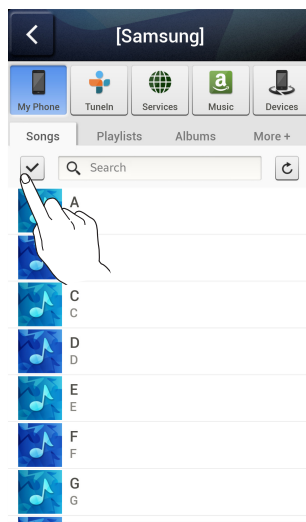 [Samsung]
My Phone TuneIn Services Music Devices
Songs Playlists Albums More +
Search
A
C
C
D
D
E
E
F
F
G
G